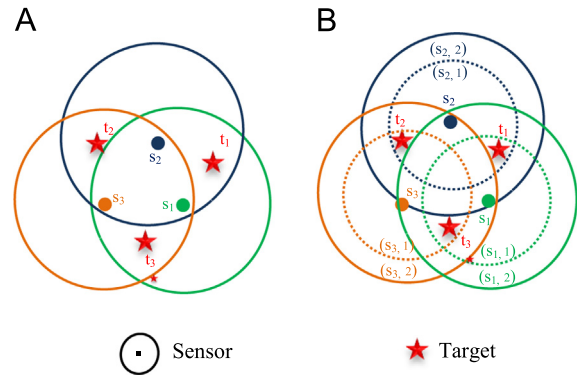 A
t₂
s₂
t₁
s₃
s₁
t₃
B
(s₂, 2)
(s₂, 1)
s₂
t₂
t₁
s₃
s₁
t₃
(s₃, 1)
(s₁, 1)
(s₃, 2)
(s₁, 2)
Sensor
Target